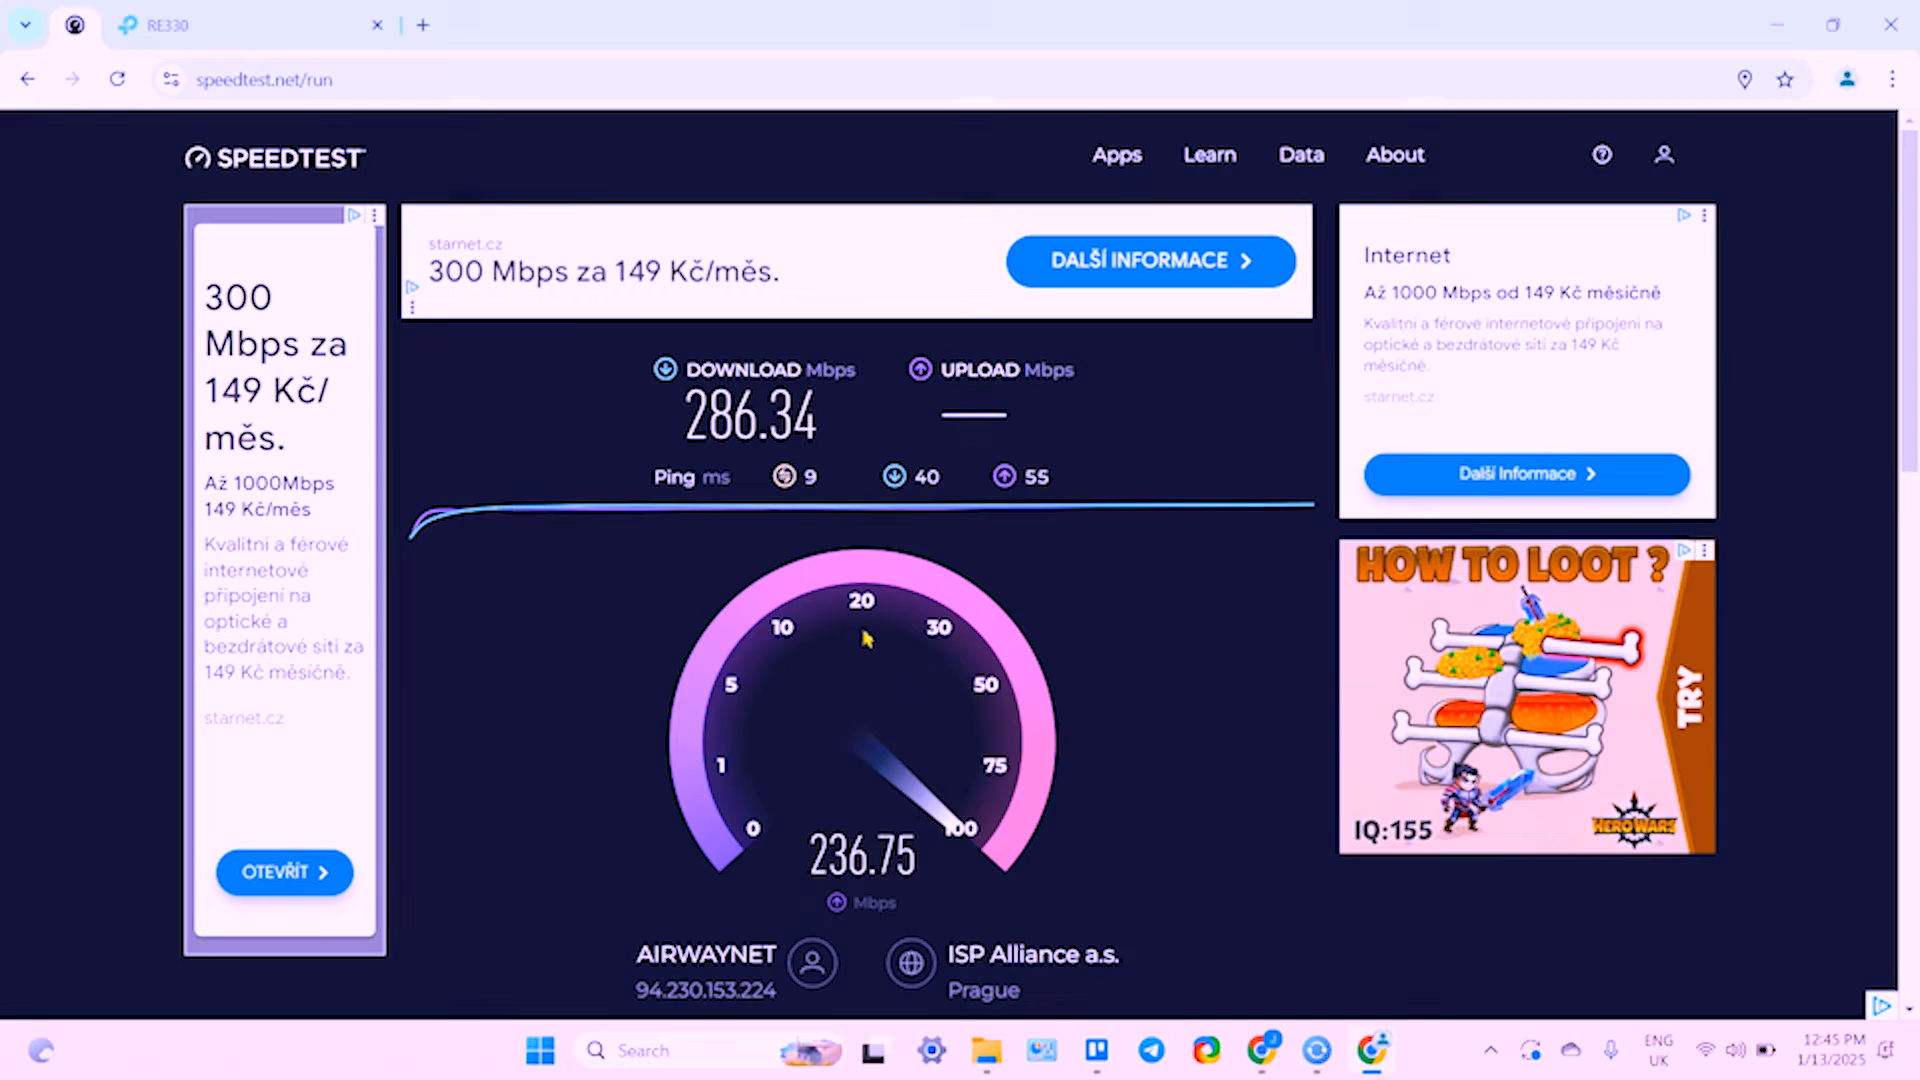 RE330
speedtest.net/run
SPEEDTEST
Apps
Learn
Data
About
300
Mbps za
149 Kč/
měs.
Až 1000Mbps
149 Kč/měs
Kvalitní a férové
internetové
připojení na
optické a
bezdrátové síti za
149 Kč měsíčně.
starnet.cz
OTEVŘÍT
starnet.cz
300 Mbps za 149 Kč/měs.
DALŠÍ INFORMACE
DOWNLOAD Mbps
286.34
UPLOAD Mbps
Ping ms
9
40
55
0
1
5
10
20
30
50
75
100
236.75
Mbps
AIRWAYNET
94.230.153.224
ISP Alliance a.s.
Prague
Internet
Až 1000 Mbps od 149 Kč měsíčně
Kvalitní a férové internetové připojení na
optické a bezdrátové síti za 149 Kč
měsíčně.
starnet.cz
Další Informace
HOW TO LOOT ?
TRY
IQ:155
HERO WARS
Search
ENG
UK
12:45 PM
1/13/2025